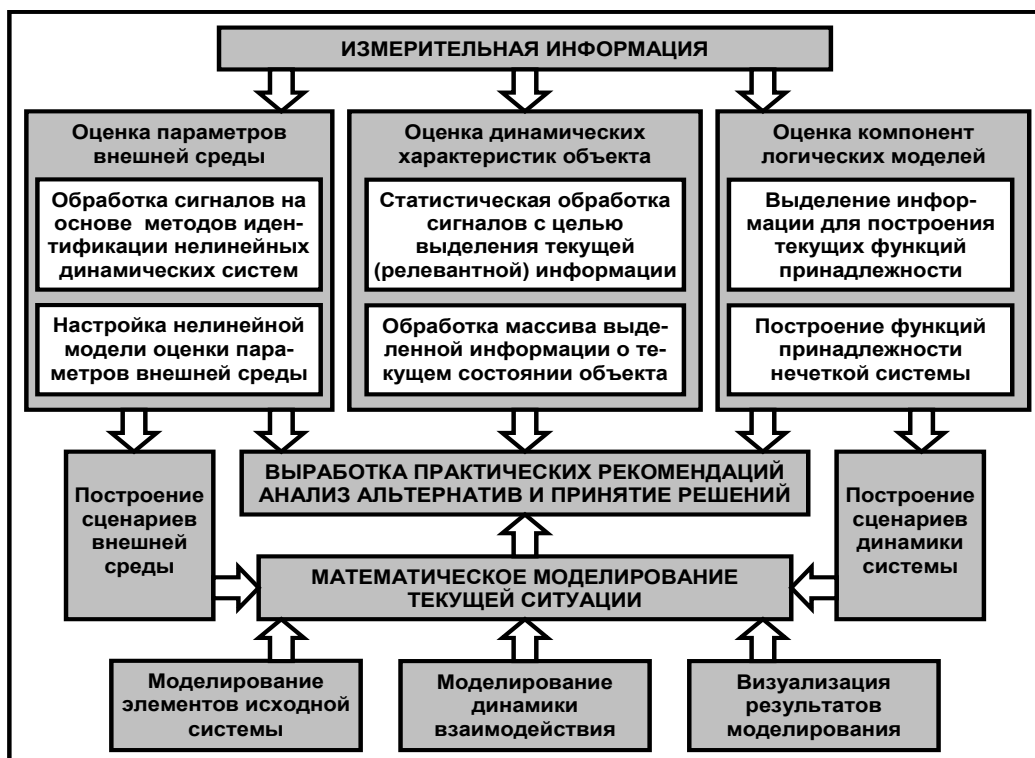 ИЗМЕРИТЕЛЬНАЯ ИНФОРМАЦИЯ
Оценка параметров
внешней среды
Обработка сигналов на
основе методов иден-
тификации нелинейных
динамических систем
Настройка нелинейной
модели оценки пара-
метров внешней среды
Оценка динамических
характеристик объекта
Статистическая обработка
сигналов с целью
выделения текущей
(релевантной) информации
Обработка массива выде-
ленной информации о те-
кущем состоянии объекта
Оценка компонент
логических моделей
Выделение инфор-
мации для построения
текущих функций
принадлежности
Построение функций
принадлежности
нечеткой системы
Построение
сценариев
внешней
среды
ВЫРАБОТКА ПРАКТИЧЕСКИХ РЕКОМЕНДАЦИЙ
АНАЛИЗ АЛЬТЕРНАТИВ И ПРИНЯТИЕ РЕШЕНИЙ
Построение
сценариев
динамики
системы
МАТЕМАТИЧЕСКОЕ МОДЕЛИРОВАНИЕ
ТЕКУЩЕЙ СИТУАЦИИ
Моделирование
элементов исходной
системы
Моделирование
динамики
взаимодействия
Визуализация
результатов
моделирования